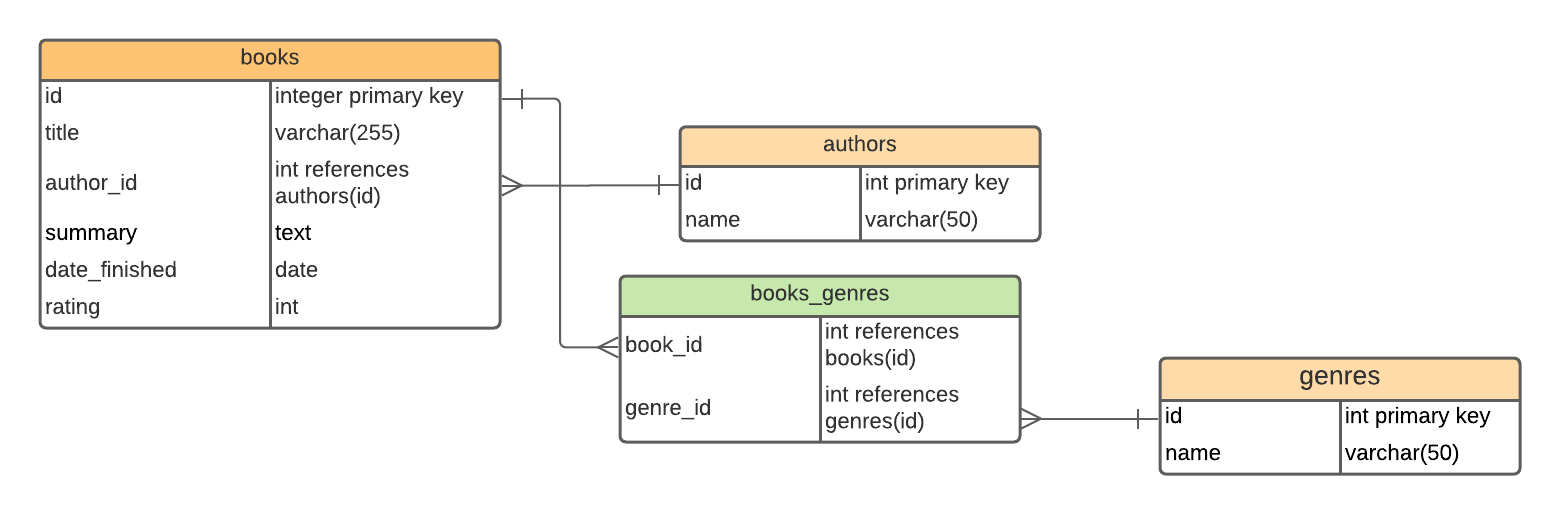 books
id integer primary key
title varchar(255)
author_id int references
authors(id)
summary text
date_finished date
rating int
authors
id int primary key
name varchar(50)
books_genres
book_id int references
books(id)
genre_id int references
genres(id)
genres
id int primary key
name varchar(50)